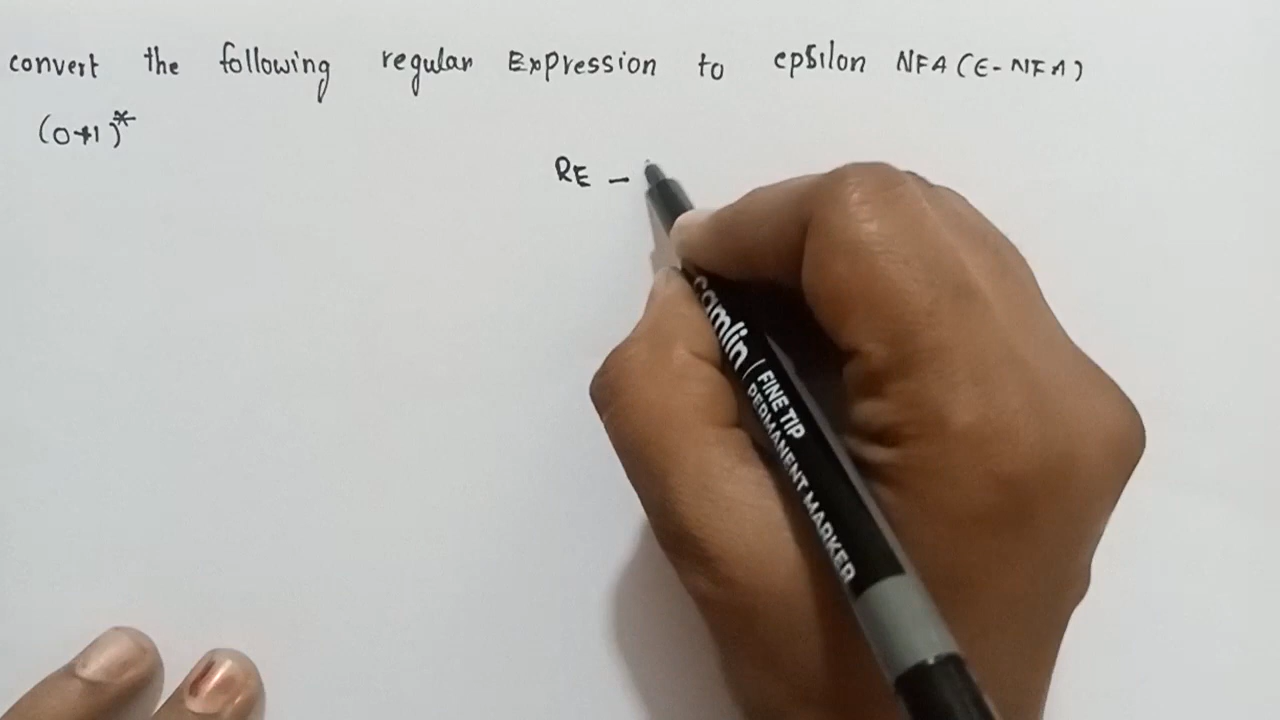 convert the following regular Expression to epsilon NFA (ε-NFA)
(0+1)*
RE -
camlin FINE TIP
PERMANENT MARKER